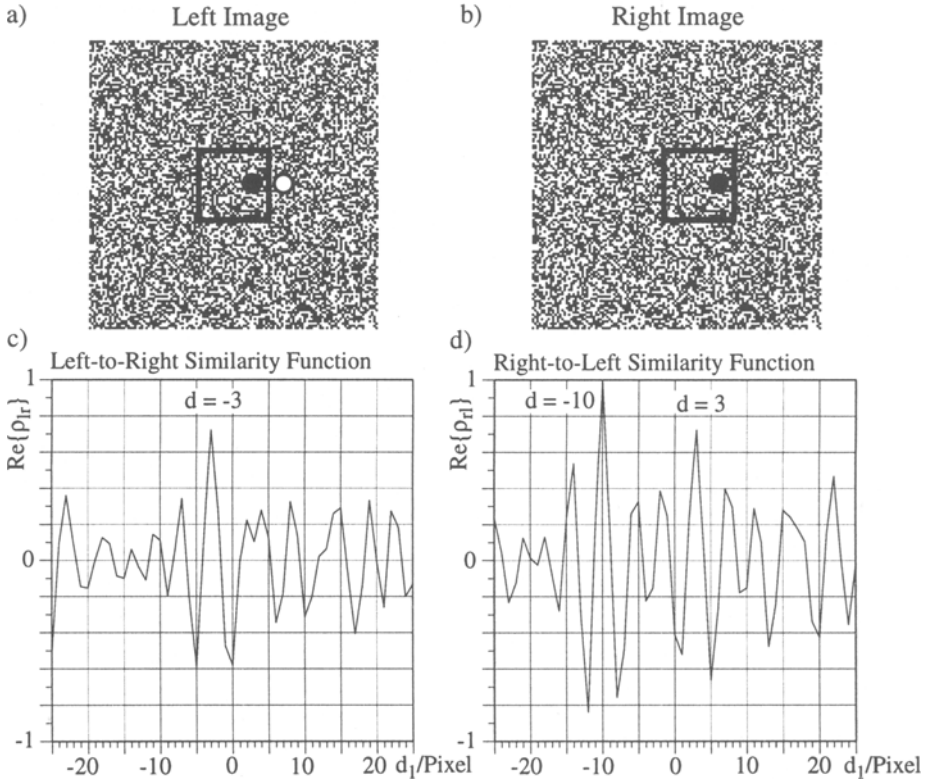 a) Left Image
b) Right Image
c) Left-to-Right Similarity Function
1
d = -3
Re{ρlr}
0
-1
-20 -10 0 10 20 d1/Pixel
d) Right-to-Left Similarity Function
1
d = -10 d = 3
Re{ρrl}
0
-1
-20 -10 0 10 20 d1/Pixel